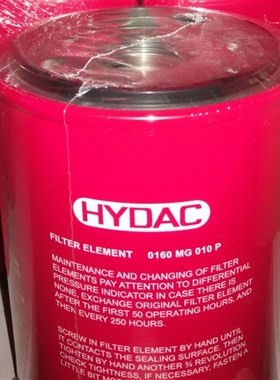 HYDAC
FILTER ELEMENT 0160 MG 010 P
MAINTENANCE AND CHANGING OF FILTER
ELEMENTS PAY ATTENTION TO DIFFERENTIAL
PRESSURE INDICATOR IN CASE THERE IS
NONE, EXCHANGE ORIGINAL FILTER ELEMENT
AFTER THE FIRST 50 OPERATING HOURS, AND
THEN EVERY 250 HOURS.
SCREW IN FILTER ELEMENT BY HAND UNTIL
IT CONTACTS THE SEALING SURFACE. THEN
TIGHTEN BY HAND ANOTHER ¾ REVOLUTION.
CHECK TIGHTNESS, IF NECESSARY, FASTEN A
LITTLE BIT